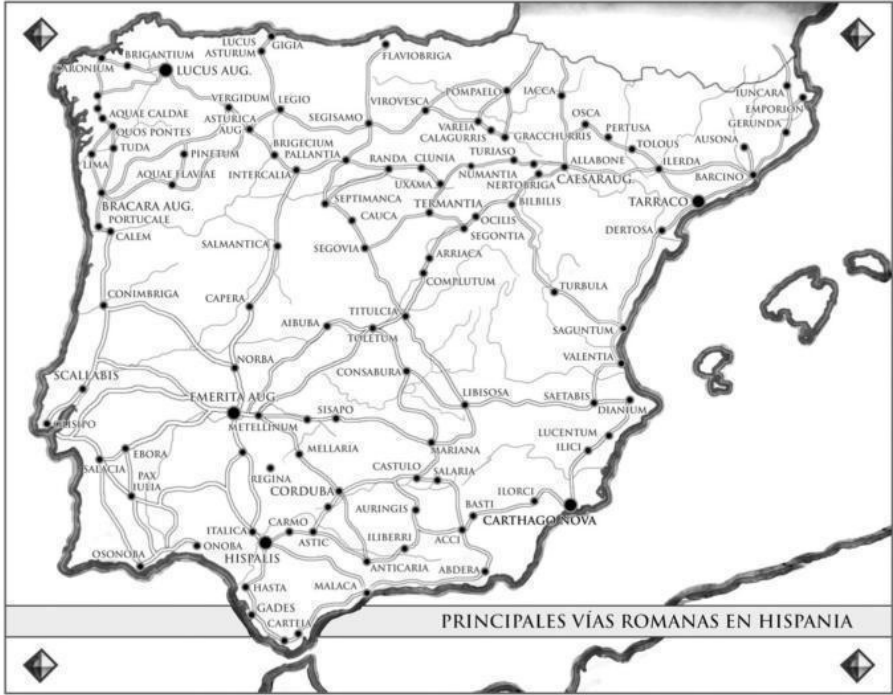 BRIGANTIUM
CARONIUM
LUCUS AUG.
LUCUS
ASTURUM
GIGIA
FLAVIOBRIGA
VERGIDUM
LEGIO
ASTURICA
AUG
SEGISAMO
VIROVESCA
POMPAELO
IACCA
VAREIA
CALAGURRIS
GRACCHURRIS
OSCA
PERTUSA
TOLOUS
AUSONA
IUNCARA
EMPORION
GERUNDA
AQUAE CALDAE
QUOS PONTES
TUDA
LIMA
PINETUM
AQUAE FLAVIAE
BRIGECIUM
PALLANTIA
INTERCALIA
RANDA
CLUNIA
UXAMA
TURIASO
NUMANTIA
NERTOBRIGA
ALLABONE
CAESARAUG.
ILERDA
BARCINO
TARRACO
BRACARA AUG.
PORTUCALE
CALEM
SEPTIMANCA
CAUCA
TERMANTIA
OCILIS
SEGONTIA
BILBILIS
DERTOSA
SALMANTICA
SEGOVIA
ARRIACA
COMPLUTUM
TURBULA
CONIMBRIGA
CAPERA
AIBUBA
TITULCIA
TOLETUM
SAGUNTUM
VALENTIA
NORBA
CONSABURA
LIBISOSA
SAETABIS
DIANIUM
SCALLABIS
EMERITA AUG.
METELLINUM
SISAPO
OLISIPO
EBORA
SALACIA
PAX
IULIA
MELLARIA
REGINA
MARIANA
LUCENTUM
ILICI
CASTULO
SALARIA
CORDUBA
AURINGIS
BASTI
ILORCI
CARTHAGO NOVA
ITALICA
CARMO
ASTIC
ILIBERRI
ACCI
OSONOBA
ONOBA
HISPALIS
ANTICARIA
ABDERA
HASTA
MALACA
GADES
CARTEIA
PRINCIPALES VÍAS ROMANAS EN HISPANIA